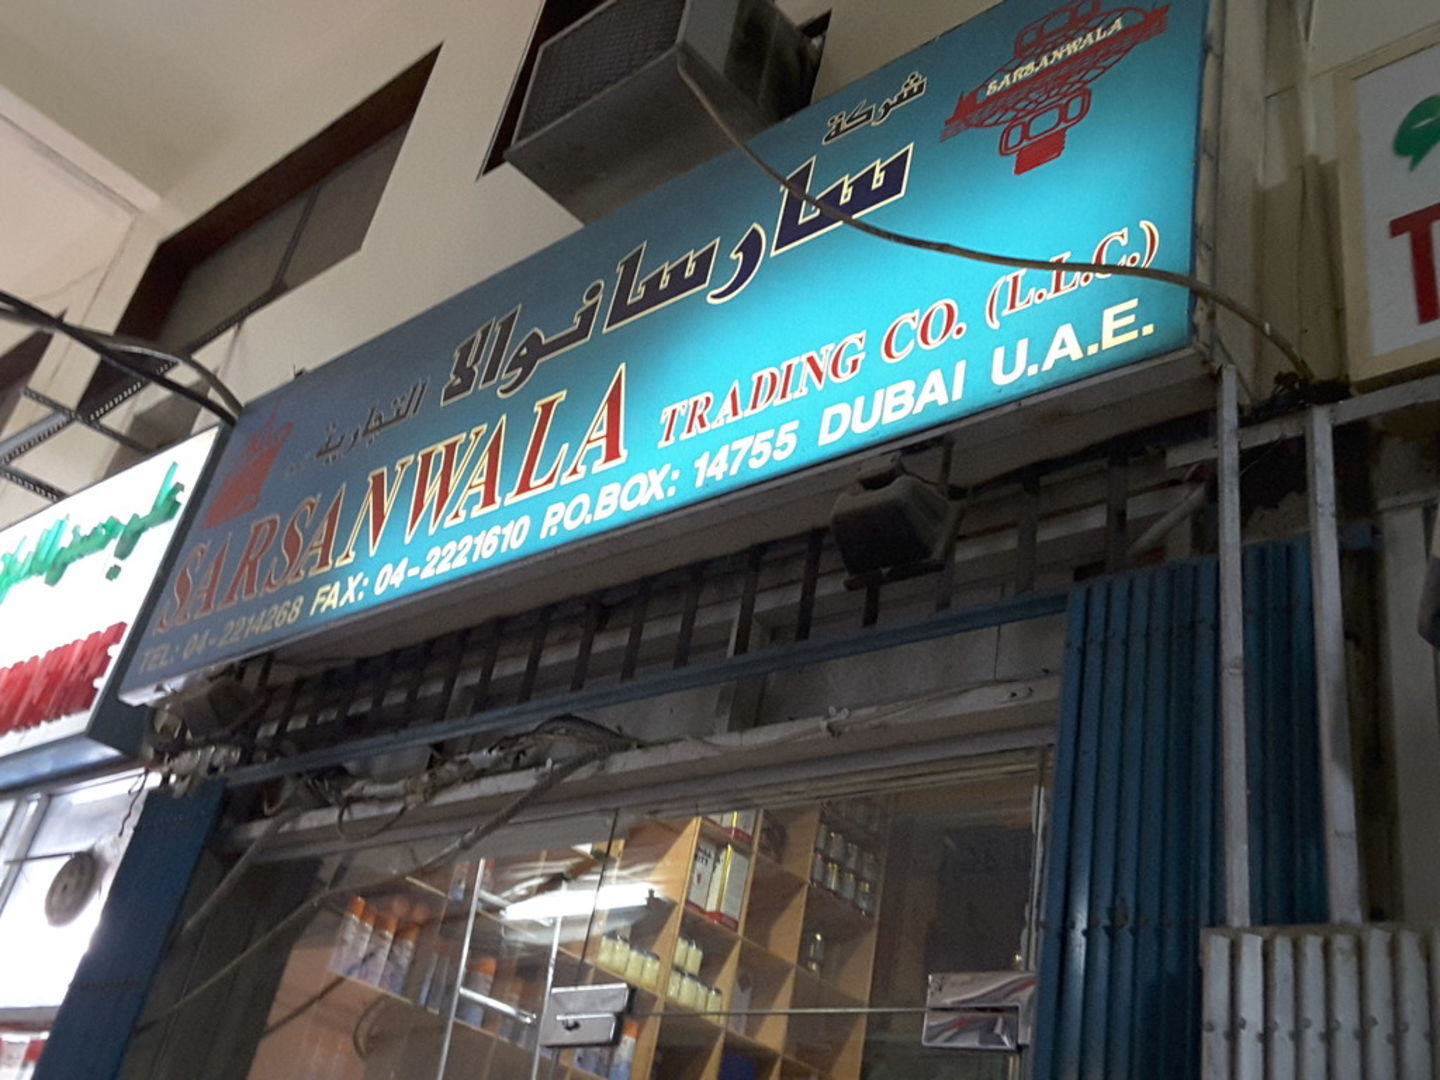 SARSANWALA
شركة
سارسانوالا
التجارية
SARSANWALA TRADING CO. (L.L.C.)
TEL: 04-2214268 FAX: 04-2221610 P.O.BOX: 14755 DUBAI U.A.E.
T